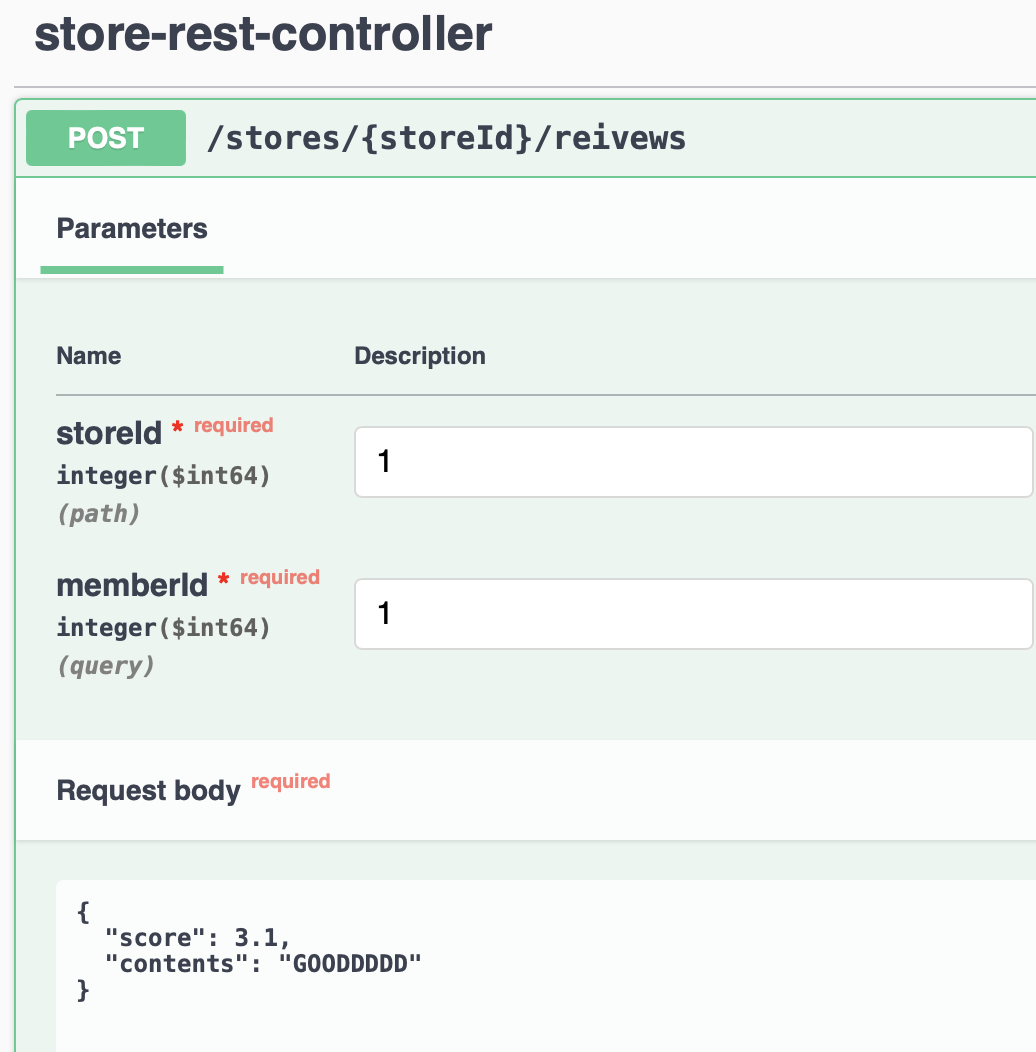 store-rest-controller
POST /stores/{storeId}/reivews
Parameters
Name Description
storeId * required
integer($int64)
(path)
1
memberId * required
integer($int64)
(query)
1
Request body required
{
"score": 3.1,
"contents": "GOODDDDD"
}